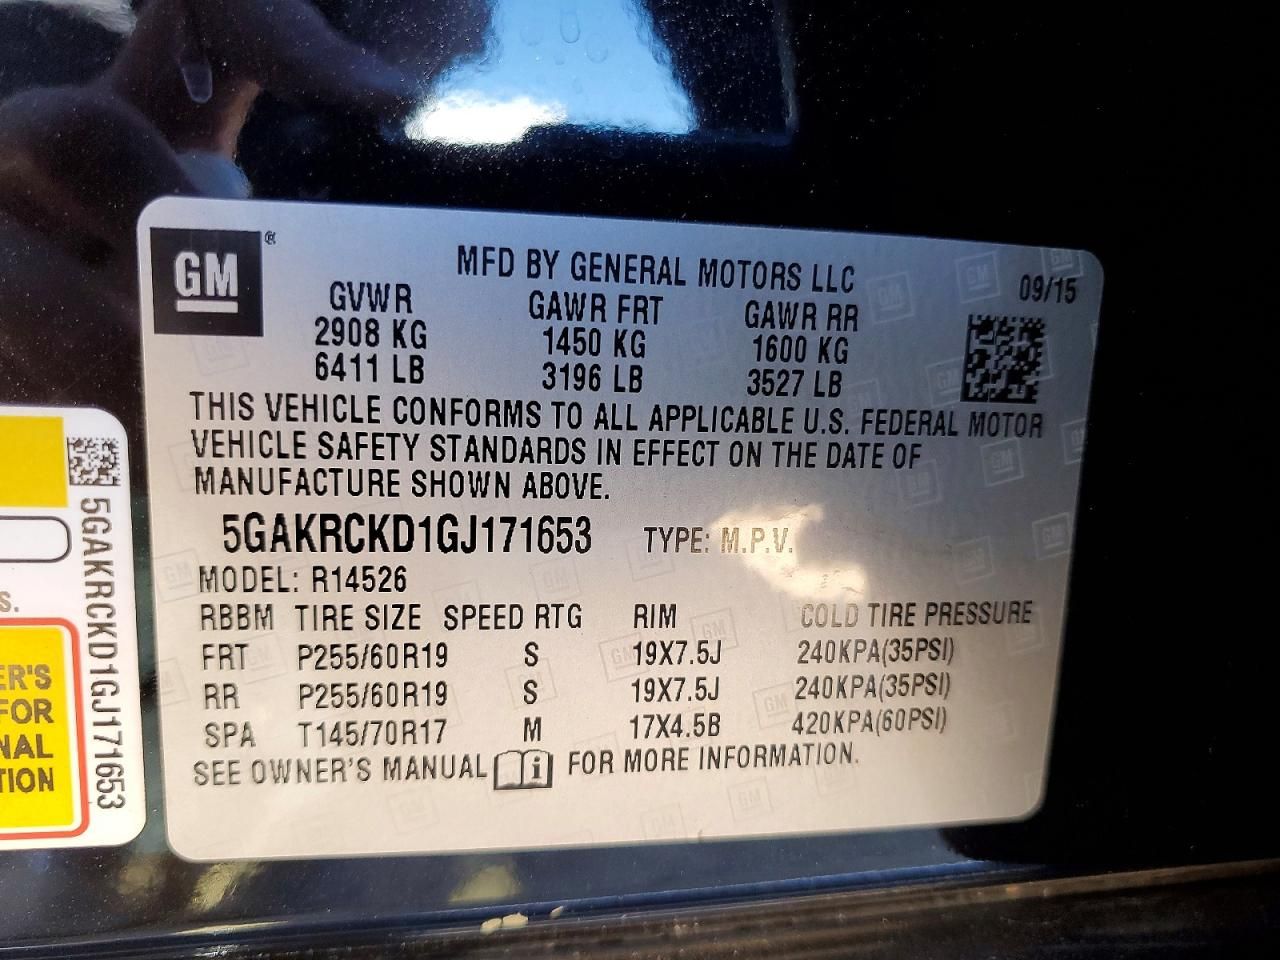 GM
MFD BY GENERAL MOTORS LLC
09/15
GVWR GAWR FRT GAWR RR
2908 KG 1450 KG 1600 KG
6411 LB 3196 LB 3527 LB
THIS VEHICLE CONFORMS TO ALL APPLICABLE U.S. FEDERAL MOTOR
VEHICLE SAFETY STANDARDS IN EFFECT ON THE DATE OF
MANUFACTURE SHOWN ABOVE.
5GAKRCKD1GJ171653 TYPE: M.P.V.
MODEL: R14526
RBBM TIRE SIZE SPEED RTG RIM COLD TIRE PRESSURE
FRT P255/60R19 S 19X7.5J 240KPA(35PSI)
RR P255/60R19 S 19X7.5J 240KPA(35PSI)
SPA T145/70R17 M 17X4.5B 420KPA(60PSI)
SEE OWNER'S MANUAL i FOR MORE INFORMATION.
5GAKRCKD1GJ171653
S.
ER'S
FOR
NAL
TION